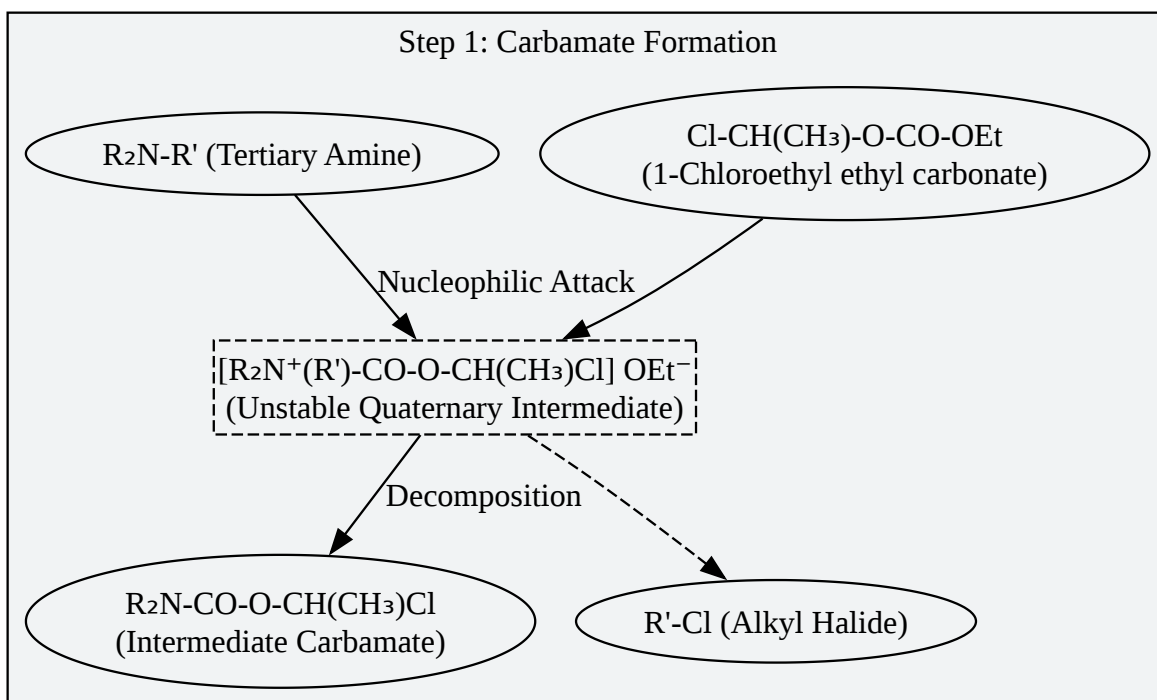 Step 1: Carbamate Formation
R₂N-R' (Tertiary Amine)
Cl-CH(CH₃)-O-CO-OEt
(1-Chloroethyl ethyl carbonate)
Nucleophilic Attack
[R₂N⁺(R')-CO-O-CH(CH₃)Cl] OEt⁻
(Unstable Quaternary Intermediate)
Decomposition
R₂N-CO-O-CH(CH₃)Cl
(Intermediate Carbamate)
R'-Cl (Alkyl Halide)